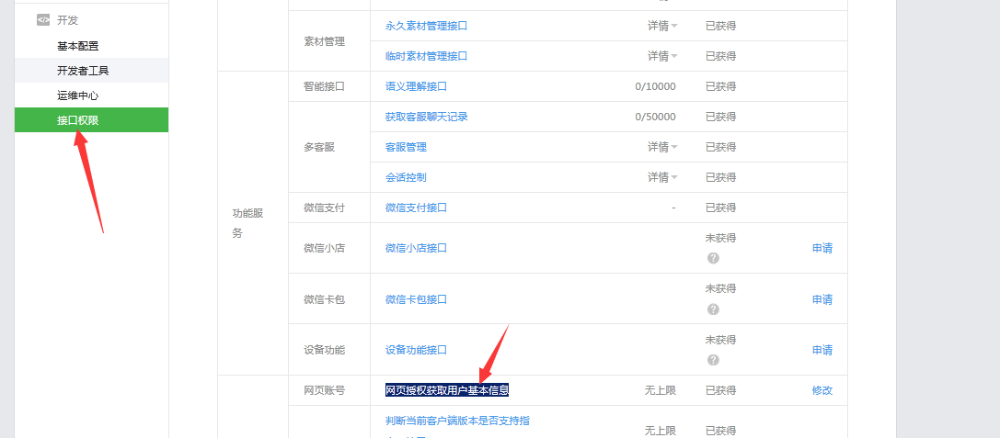 开发
基本配置
开发者工具
运维中心
接口权限
素材管理
永久素材管理接口 详情 已获得
临时素材管理接口 详情 已获得
功能服
务
智能接口 语义理解接口 0/10000 已获得
多客服
获取客服聊天记录 0/50000 已获得
客服管理 详情 已获得
会话控制 详情 已获得
微信支付 微信支付接口 - 已获得
微信小店 微信小店接口 未获得 ? 申请
微信卡包 微信卡包接口 未获得 ? 申请
设备功能 设备功能接口 未获得 ? 申请
网页账号 网页授权获取用户基本信息 无上限 已获得 修改
判断当前客户端版本是否支持指 无上限 已获得